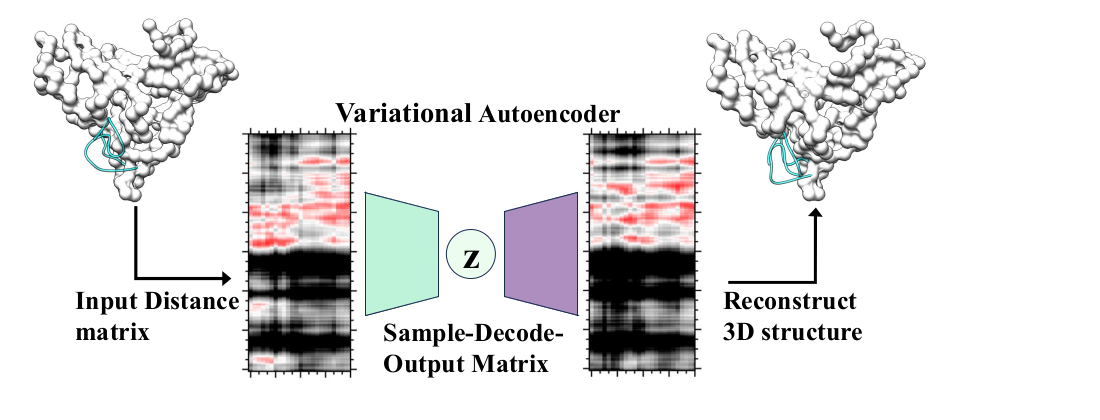 Variational Autoencoder
z
Input Distance
matrix
Sample-Decode-
Output Matrix
Reconstruct
3D structure